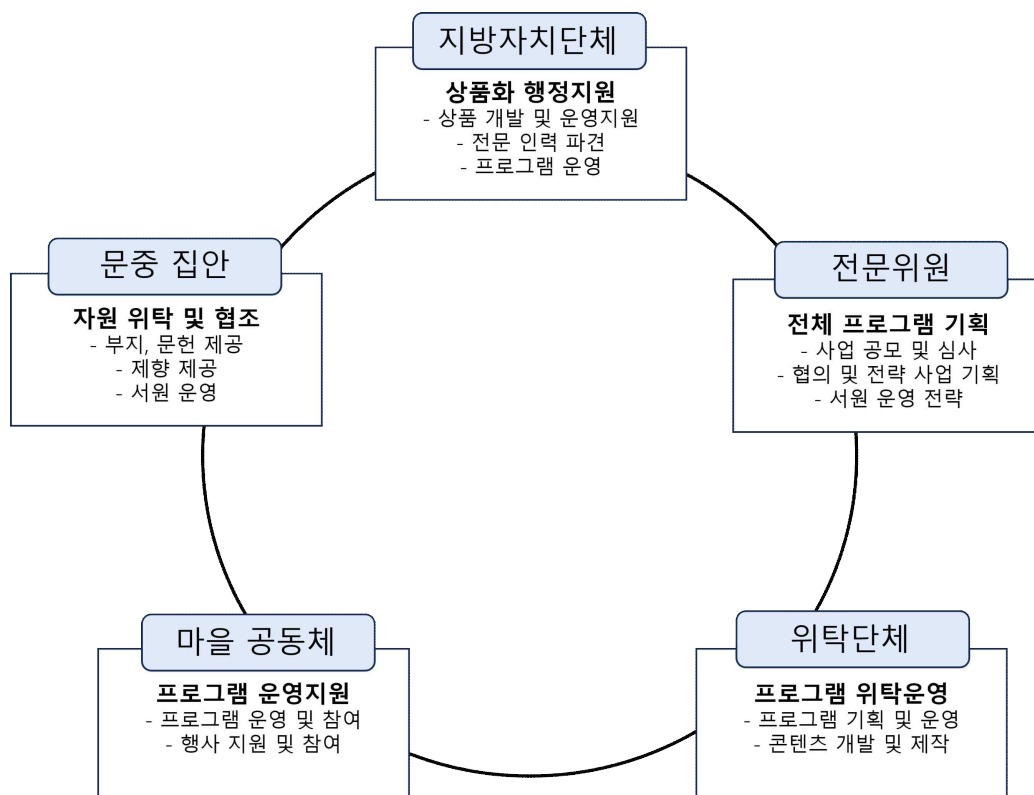 지방자치단체
상품화 행정지원
- 상품 개발 및 운영지원
- 전문 인력 파견
- 프로그램 운영
문중 집안
자원 위탁 및 협조
- 부지, 문헌 제공
- 제향 제공
- 서원 운영
전문위원
전체 프로그램 기획
- 사업 공모 및 심사
- 협의 및 전략 사업 기획
- 서원 운영 전략
마을 공동체
프로그램 운영지원
- 프로그램 운영 및 참여
- 행사 지원 및 참여
위탁단체
프로그램 위탁운영
- 프로그램 기획 및 운영
- 콘텐츠 개발 및 제작